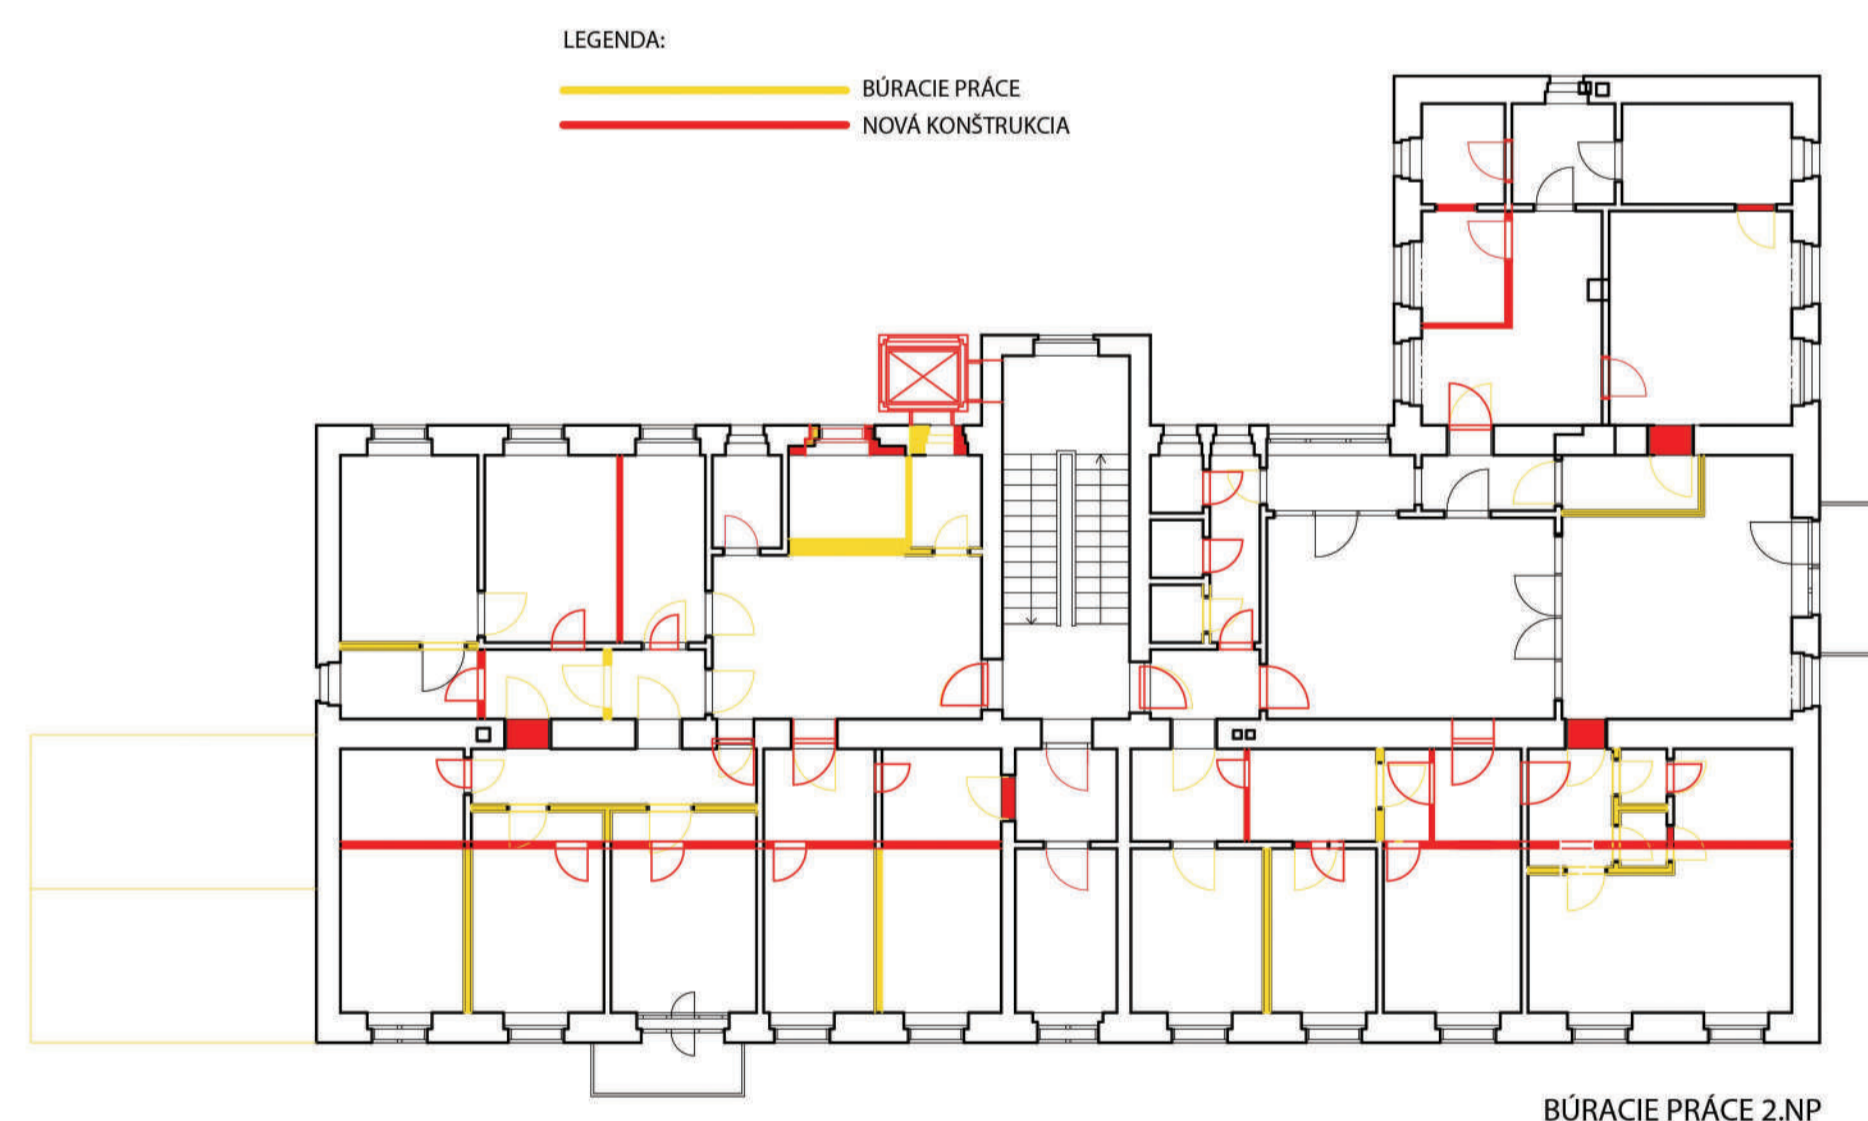 LEGENDA:
BÚRACIE PRÁCE
NOVÁ KONŠTRUKCIA
BÚRACIE PRÁCE 2.NP